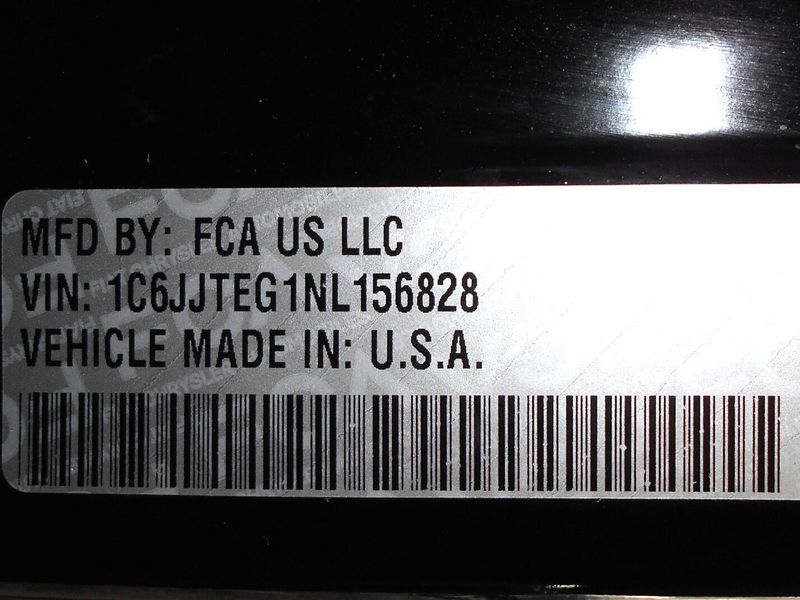 MFD BY: FCA US LLC
VIN: 1C6JJTEG1NL156828
VEHICLE MADE IN: U.S.A.